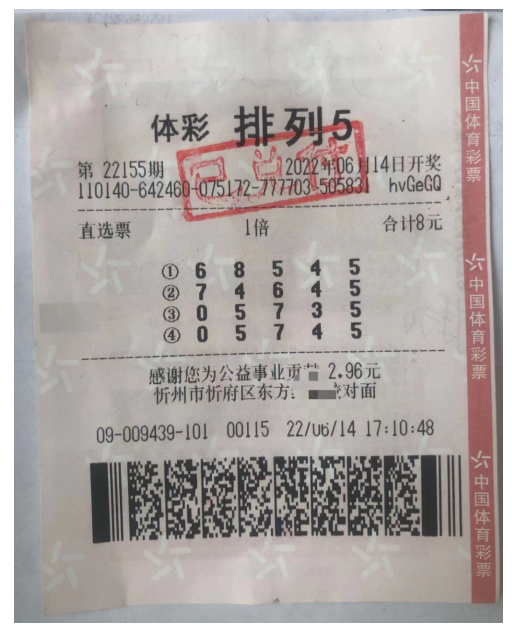 体彩 排列5
已兑付
第 22155期 2022年06月14日开奖
110140-642460-075172-777703-505831 hvGeGQ
直选票 1倍 合计8元
① 6 8 5 4 5
② 7 4 6 4 5
③ 0 5 7 3 5
④ 0 5 7 4 5
感谢您为公益事业贡 2.96元
忻州市忻府区东方 对面
09-009439-101 00115 22/06/14 17:10:48
中国体育彩票
中国体育彩票
中国体育彩票